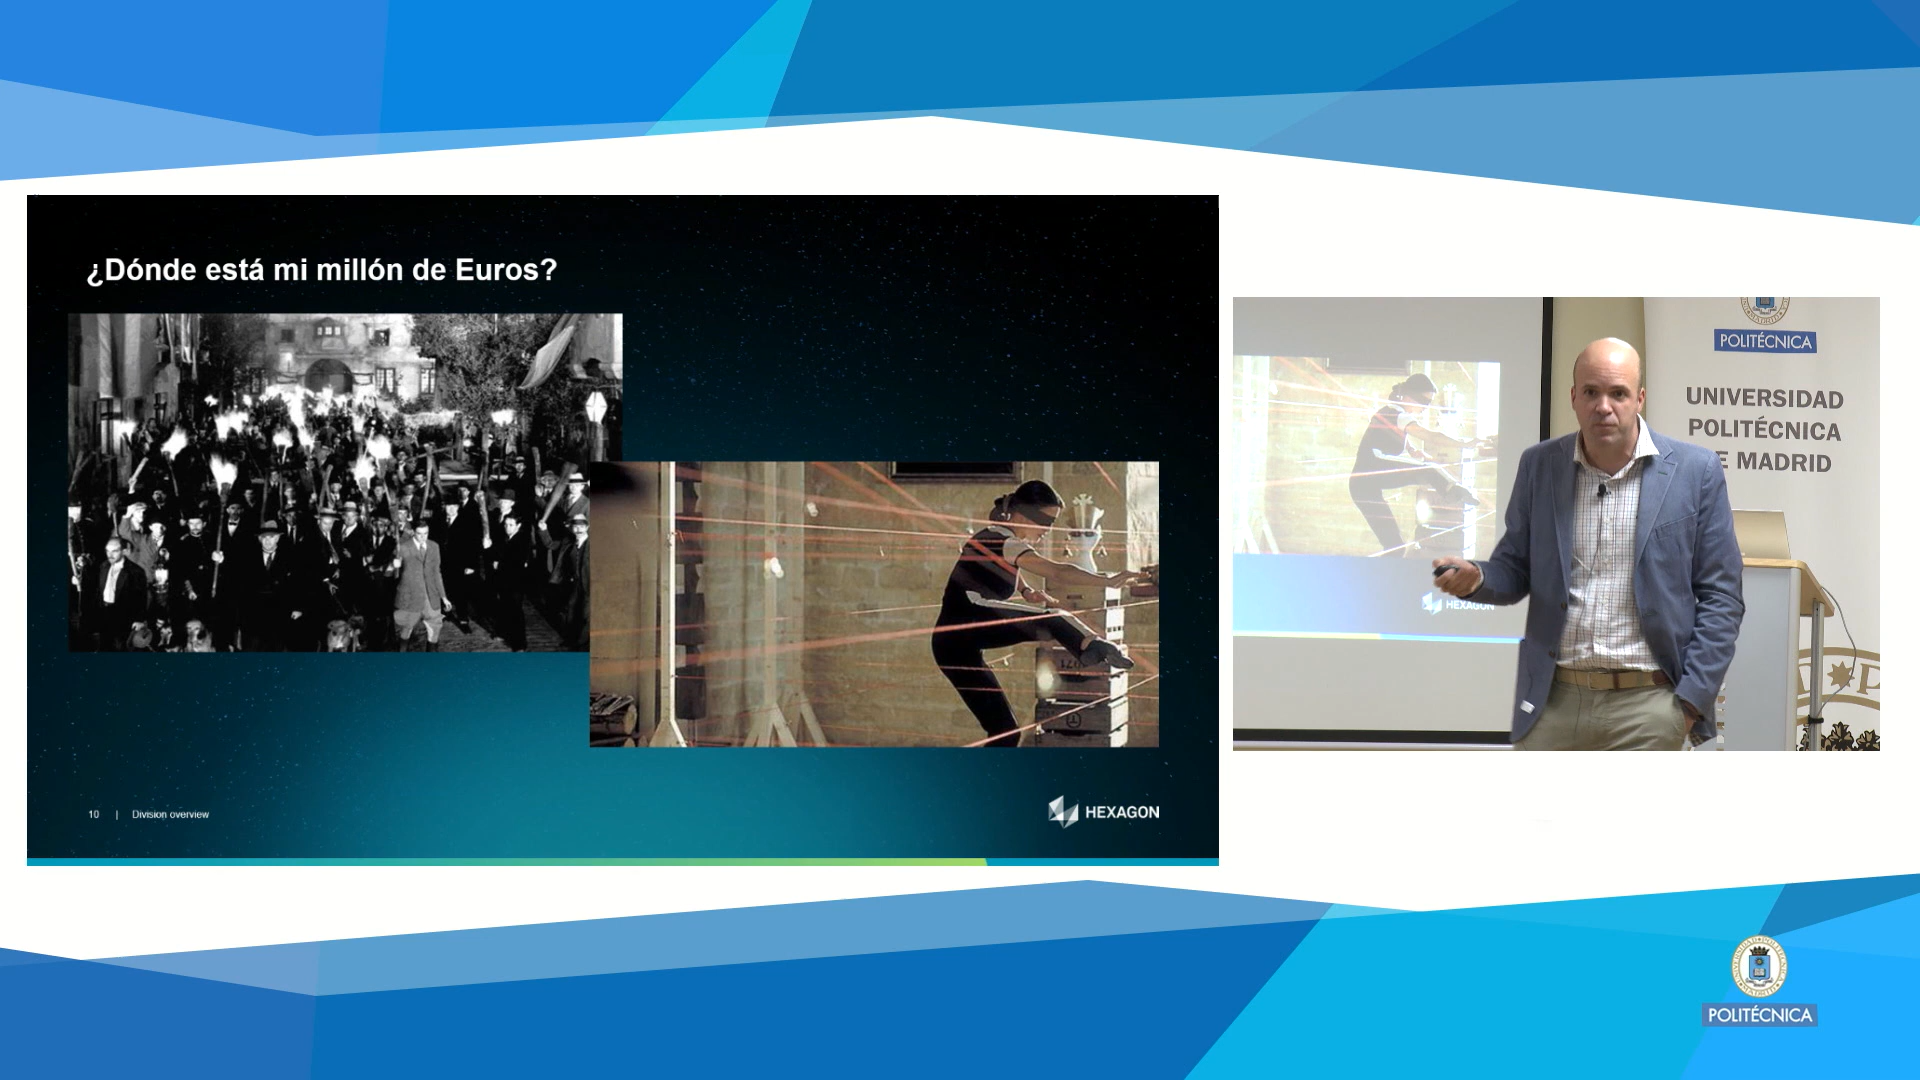 ¿Dónde está mi millón de Euros?
10 | Division overview
HEXAGON
HEXAGON
POLITÉCNICA
UNIVERSIDAD
POLITÉCNICA
E MADRID
POLITÉCNICA